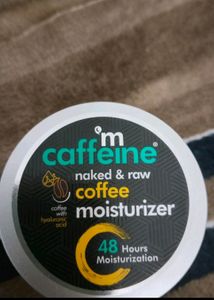 'm
caffeine®
naked & raw
coffee
moisturizer
coffee
with
hyaluronic
acid
48 Hours
Moisturization